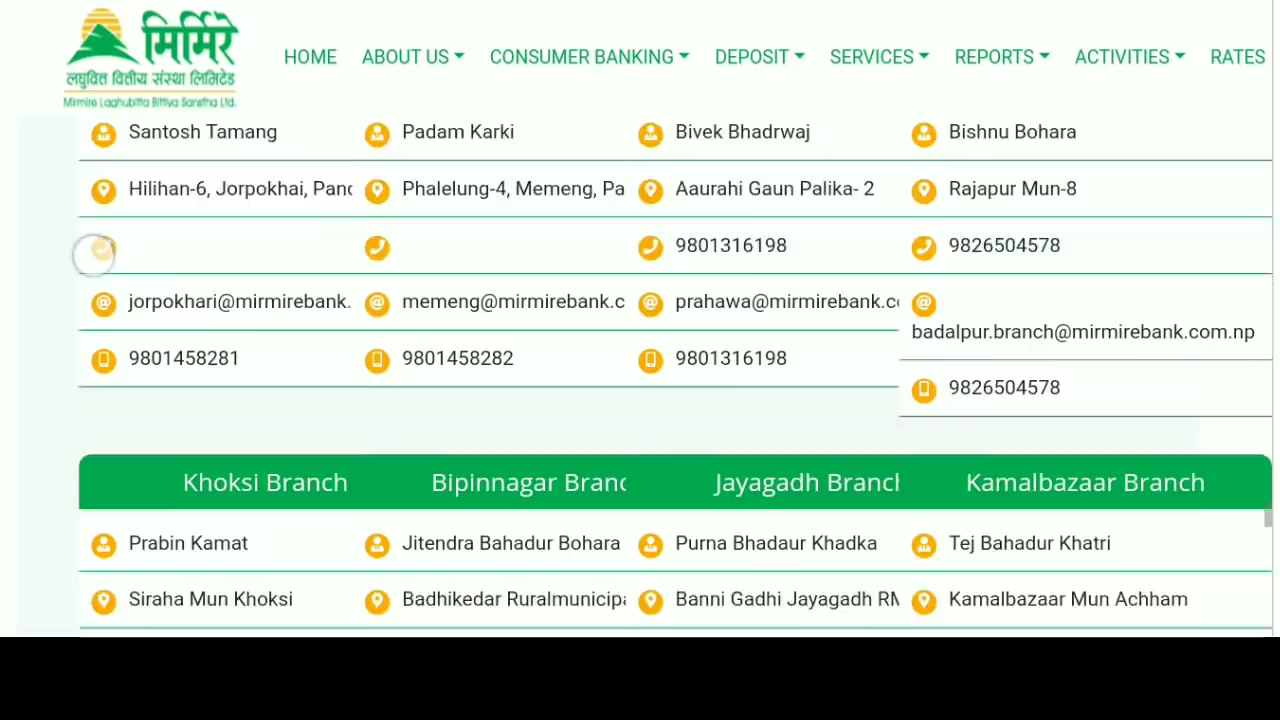 मिर्मिरे
लघुवित्त वित्तीय संस्था लिमिटेड
Mirmire Laghubitta Bittiya Sanstha Ltd.
HOME ABOUT US CONSUMER BANKING DEPOSIT SERVICES REPORTS ACTIVITIES RATES
Santosh Tamang Padam Karki Bivek Bhadrwaj Bishnu Bohara
Hilihan-6, Jorpokhai, Panc Phalelung-4, Memeng, Pa Aaurahi Gaun Palika- 2 Rajapur Mun-8
9801316198 9826504578
jorpokhari@mirmirebank. memeng@mirmirebank.c prahawa@mirmirebank.co
badalpur.branch@mirmirebank.com.np
9801458281 9801458282 9801316198
9826504578
Khoksi Branch Bipinnagar Branc Jayagadh Branch Kamalbazaar Branch
Prabin Kamat Jitendra Bahadur Bohara Purna Bhadaur Khadka Tej Bahadur Khatri
Siraha Mun Khoksi Badhikedar Ruralmunicipa Banni Gadhi Jayagadh RM Kamalbazaar Mun Achham